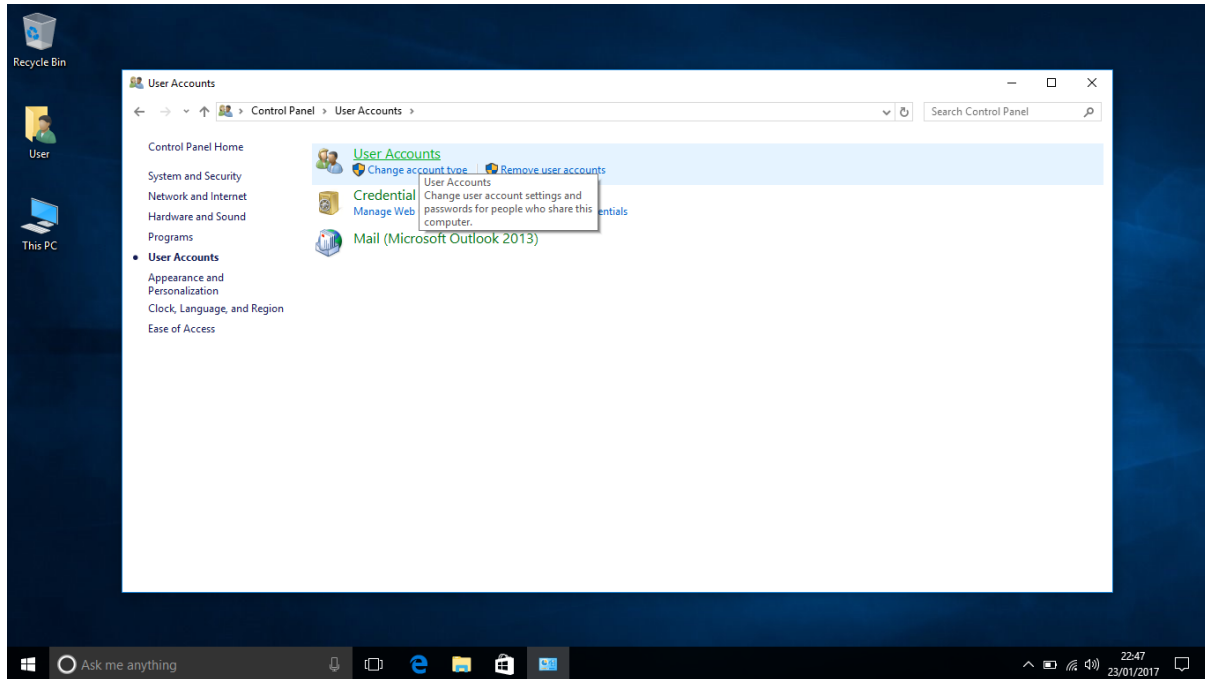 Recycle Bin
User
This PC
User Accounts
Control Panel > User Accounts >
Search Control Panel
Control Panel Home
System and Security
Network and Internet
Hardware and Sound
Programs
User Accounts
Appearance and
Personalization
Clock, Language, and Region
Ease of Access
User Accounts
Change account type
Remove user accounts
User Accounts
Change user account settings and
passwords for people who share this
computer.
Credential
Manage Web
entials
Mail (Microsoft Outlook 2013)
Ask me anything
22:47
23/01/2017